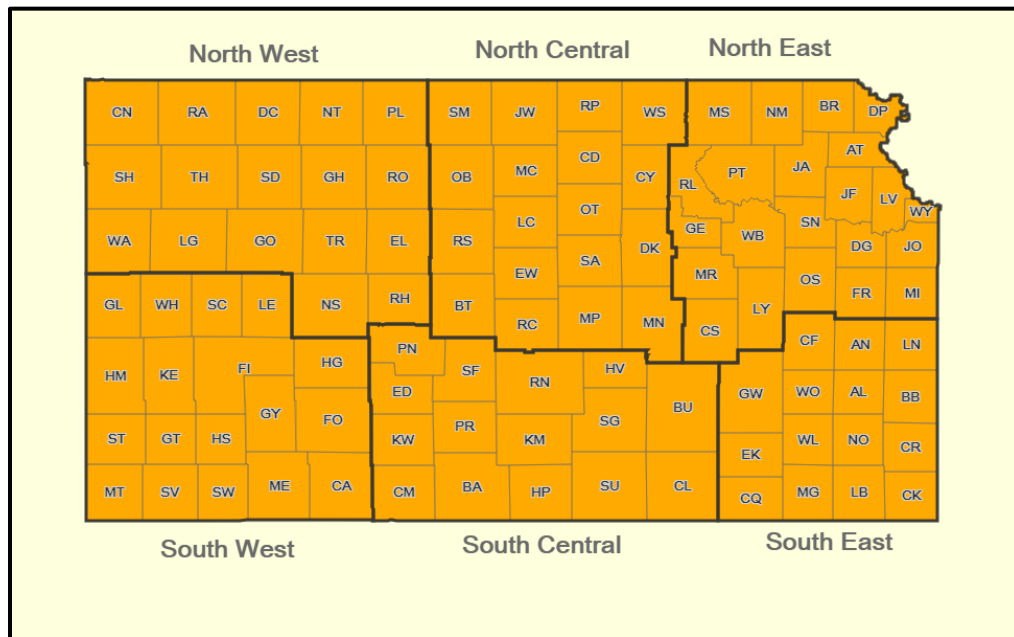 North West North Central North East
CN RA DC NT PL SM JW RP WS MS NM BR DP
SH TH SD GH RO OB MC CD CY RL PT JA AT
JF LV WY
WA LG GO TR EL RS LC OT DK GE WB SN DG JO
GL WH SC LE NS RH BT EW SA MR OS FR MI
RC MP MN CS LY
HM KE FI HG PN SF RN HV CF AN LN
ED BU GW WO AL BB
GY FO PR SG
ST GT HS KW KM EK WL NO CR
MT SV SW ME CA CM BA HP SU CL CQ MG LB CK
South West South Central South East